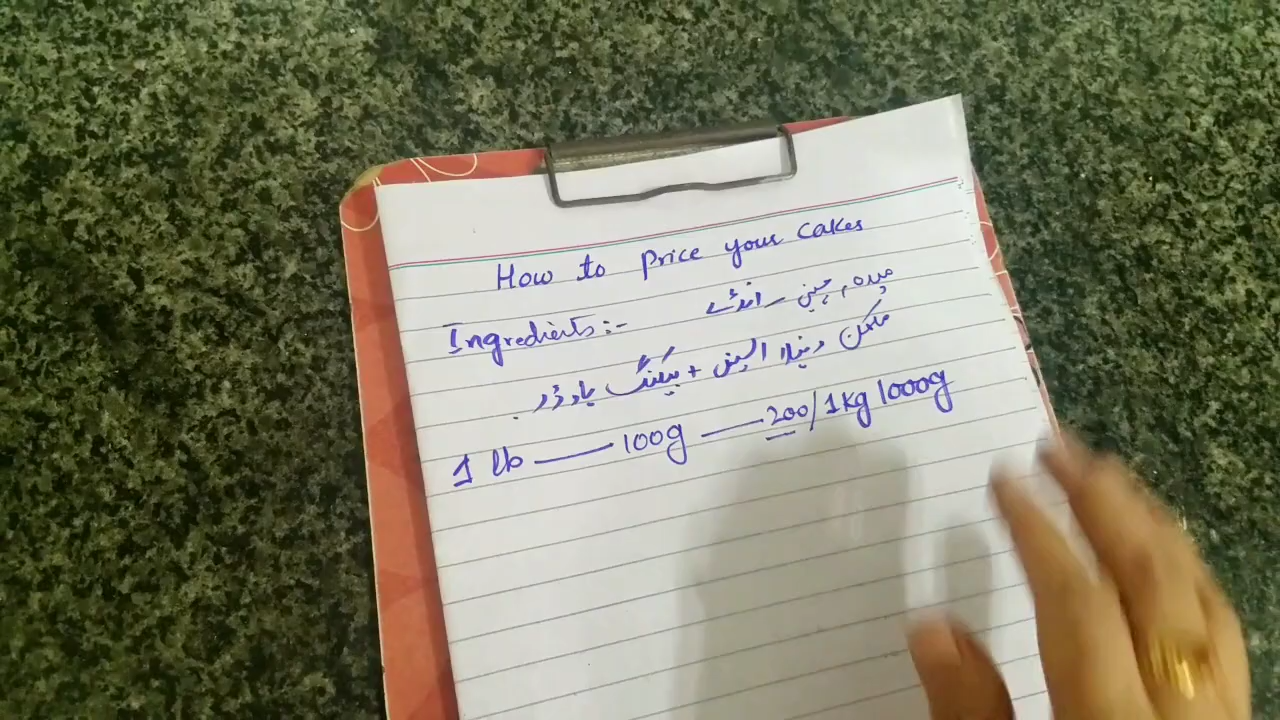 How to Price your Cakes
Ingredients:- میدہ، چینی – انڈے
مکھن ونیلا ایسنس + بیکنگ پاوڈر.
1 lb — 100g — 200/1kg 1000g